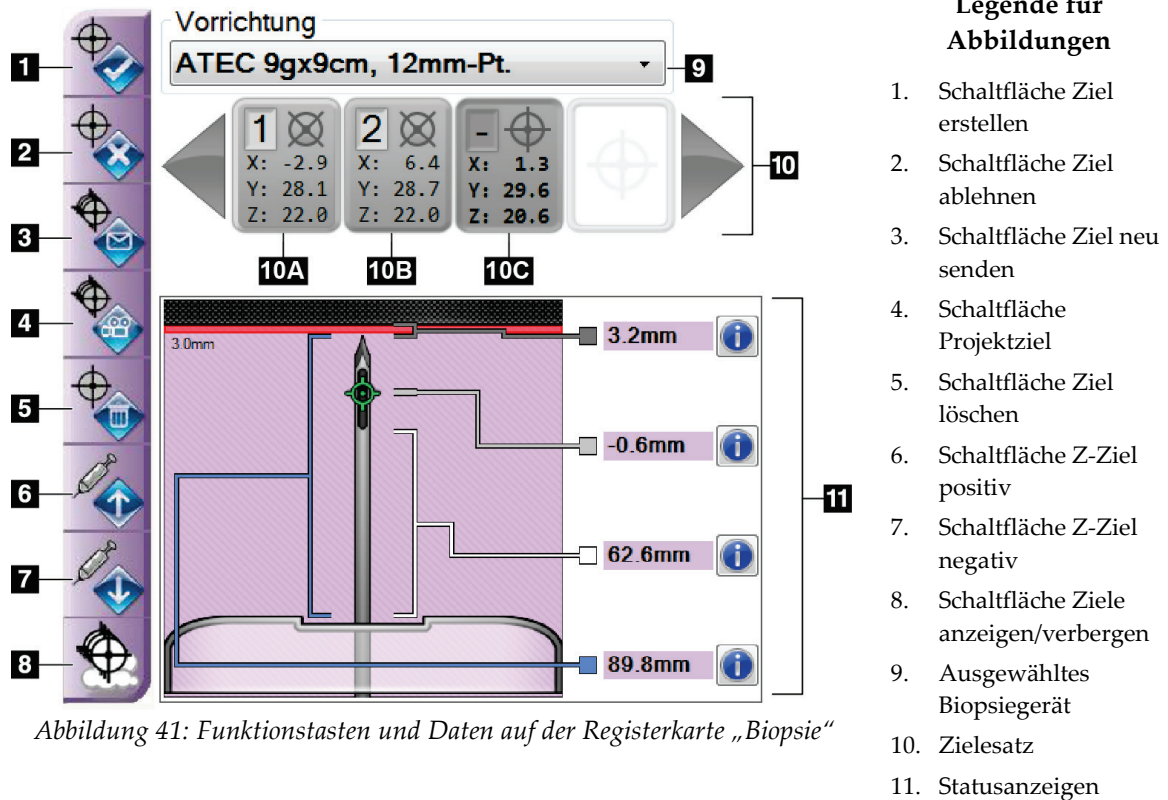 Vorrichtung
ATEC 9gx9cm, 12mm-Pt.
1
2
3
4
5
6
7
8
9
1
X: -2.9
Y: 28.1
Z: 22.0
2
X: 6.4
Y: 28.7
Z: 22.0
-
X: 1.3
Y: 29.6
Z: 20.6
10
10A
10B
10C
3.0mm
3.2mm
-0.6mm
62.6mm
89.8mm
11
Abbildung 41: Funktionstasten und Daten auf der Registerkarte „Biopsie“
Legende für
Abbildungen
1. Schaltfläche Ziel
erstellen
2. Schaltfläche Ziel
ablehnen
3. Schaltfläche Ziel neu
senden
4. Schaltfläche
Projektziel
5. Schaltfläche Ziel
löschen
6. Schaltfläche Z-Ziel
positiv
7. Schaltfläche Z-Ziel
negativ
8. Schaltfläche Ziele
anzeigen/verbergen
9. Ausgewähltes
Biopsiegerät
10. Zielesatz
11. Statusanzeigen